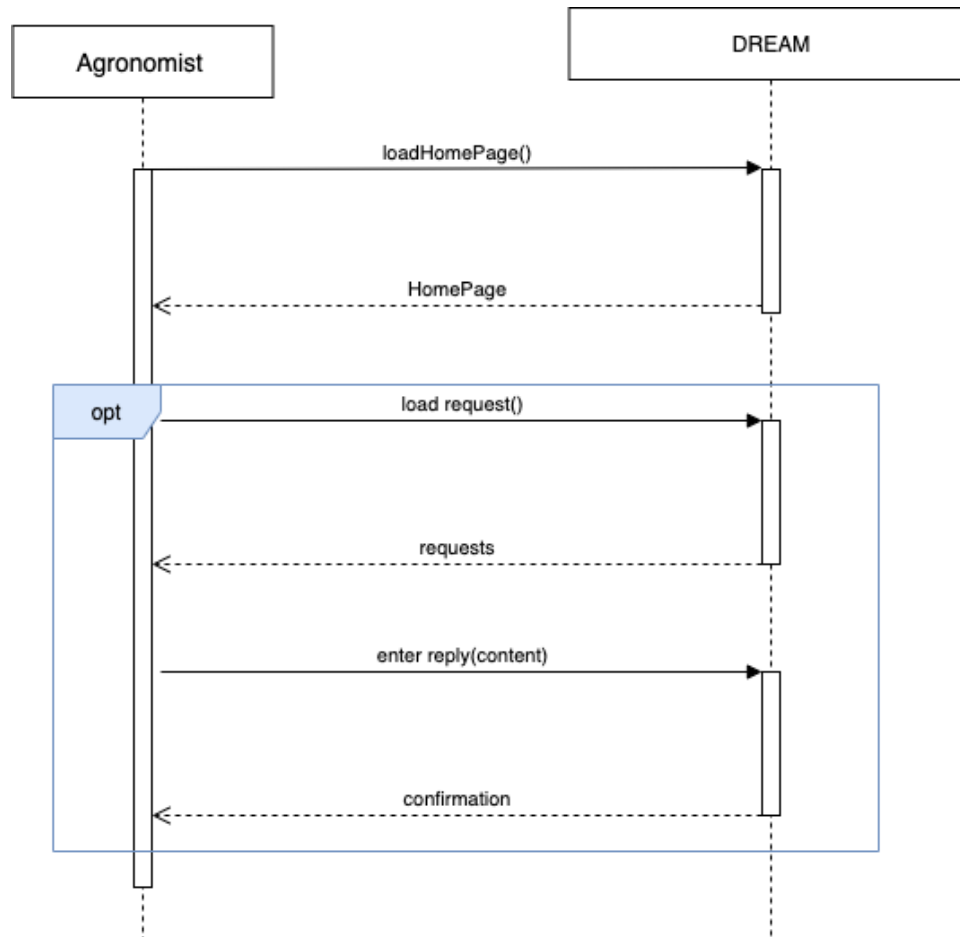 Agronomist
DREAM
loadHomePage()
HomePage
opt
load request()
requests
enter reply(content)
confirmation